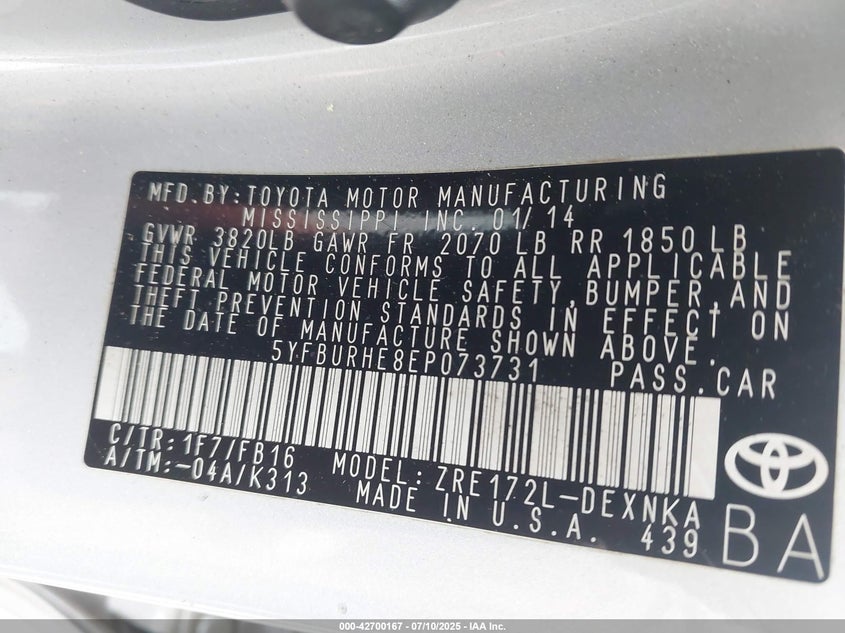 MFD. BY: TOYOTA MOTOR MANUFACTURING
MISSISSIPPI INC. 01/14
GVWR 3820LB GAWR FR 2070 LB RR 1850LB
THIS VEHICLE CONFORMS TO ALL APPLICABLE
FEDERAL MOTOR VEHICLE SAFETY, BUMPER, AND
THEFT PREVENTION STANDARDS IN EFFECT ON
THE DATE OF MANUFACTURE SHOWN ABOVE.
5YFBURHE8EP073731 PASS. CAR
C/TR: 1F7/FB16 MODEL: ZRE172L-DEXNKA
A/TM: -04A/K313 MADE IN U.S.A. 439
BA
000-42700167 - 07/10/2025 - IAA Inc.